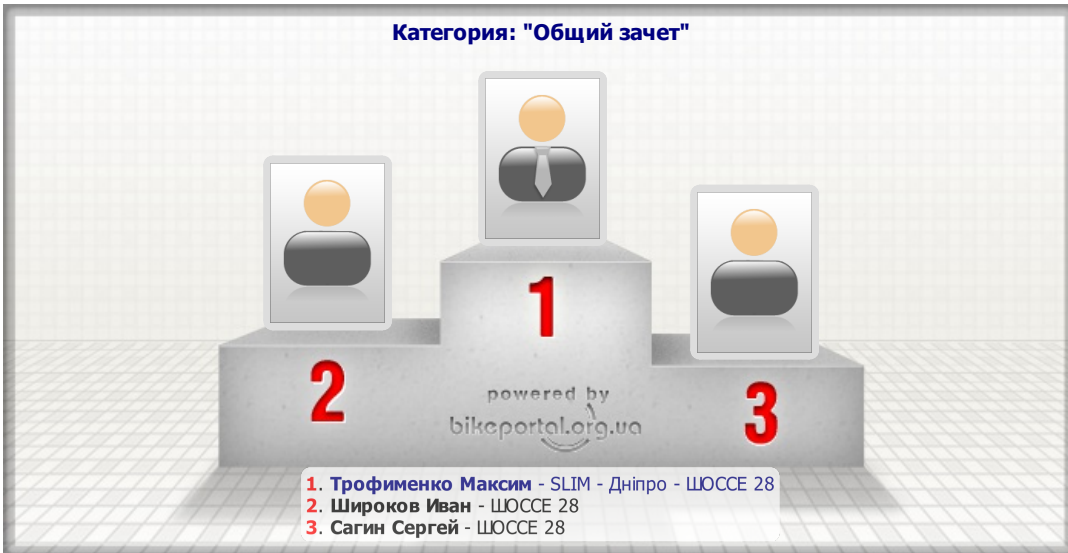 Категория: "Общий зачет"
1
2
3
powered by
bikeportal.org.ua
1. Трофименко Максим - SLIM - Дніпро - ШОССЕ 28
2. Широков Иван - ШОССЕ 28
3. Сагин Сергей - ШОССЕ 28